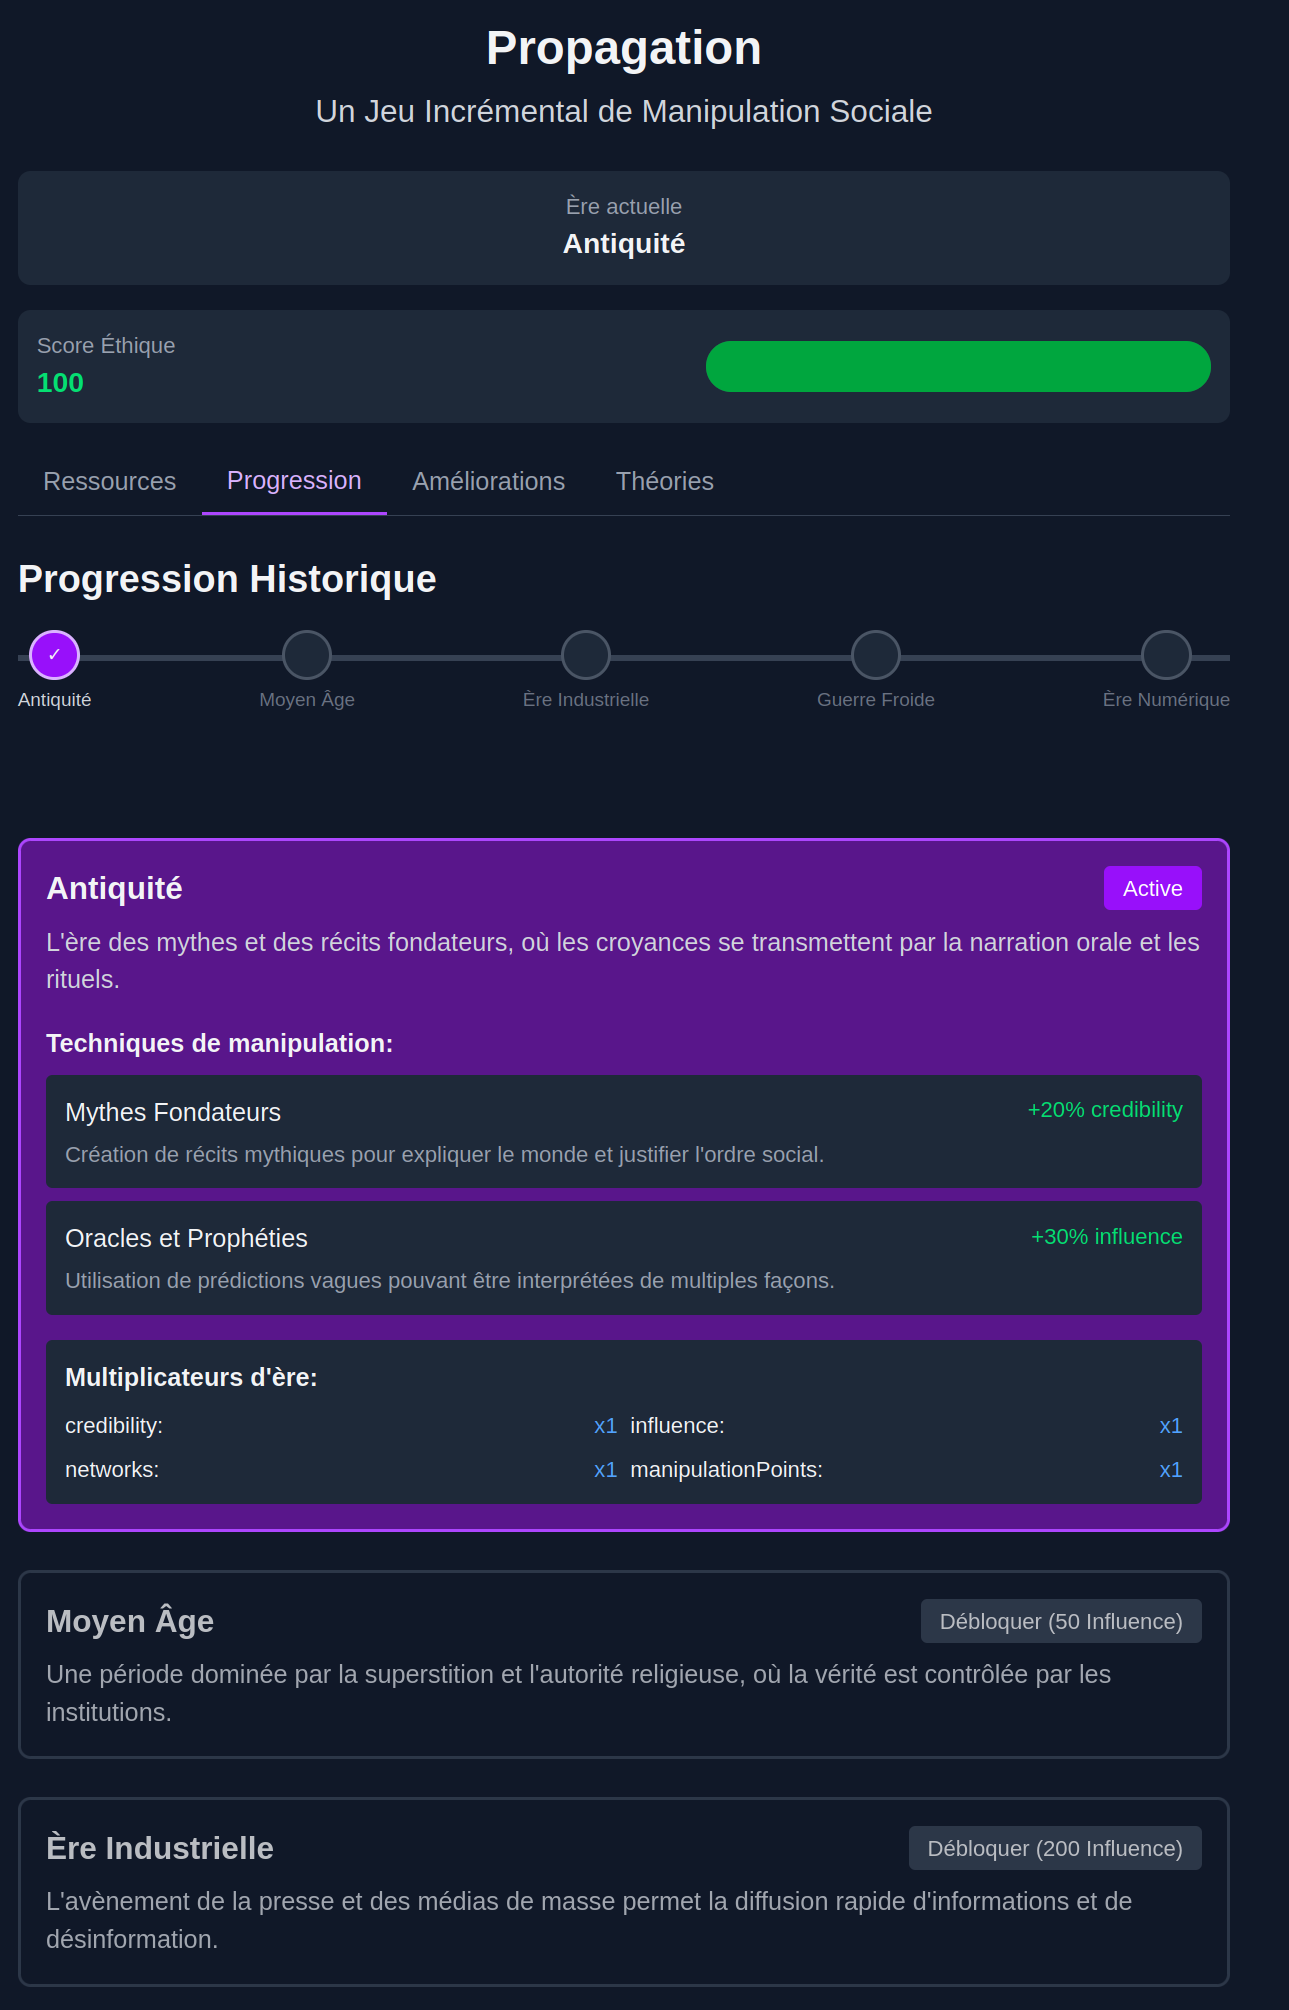 Propagation
Un Jeu Incrémental de Manipulation Sociale
Ère actuelle
Antiquité
Score Éthique
100
Ressources Progression Améliorations Théories
Progression Historique
✓
Antiquité Moyen Âge Ère Industrielle Guerre Froide Ère Numérique
Antiquité Active
L'ère des mythes et des récits fondateurs, où les croyances se transmettent par la narration orale et les
rituels.
Techniques de manipulation:
Mythes Fondateurs +20% credibility
Création de récits mythiques pour expliquer le monde et justifier l'ordre social.
Oracles et Prophéties +30% influence
Utilisation de prédictions vagues pouvant être interprétées de multiples façons.
Multiplicateurs d'ère:
credibility: x1 influence: x1
networks: x1 manipulationPoints: x1
Moyen Âge Débloquer (50 Influence)
Une période dominée par la superstition et l'autorité religieuse, où la vérité est contrôlée par les
institutions.
Ère Industrielle Débloquer (200 Influence)
L'avènement de la presse et des médias de masse permet la diffusion rapide d'informations et de
désinformation.